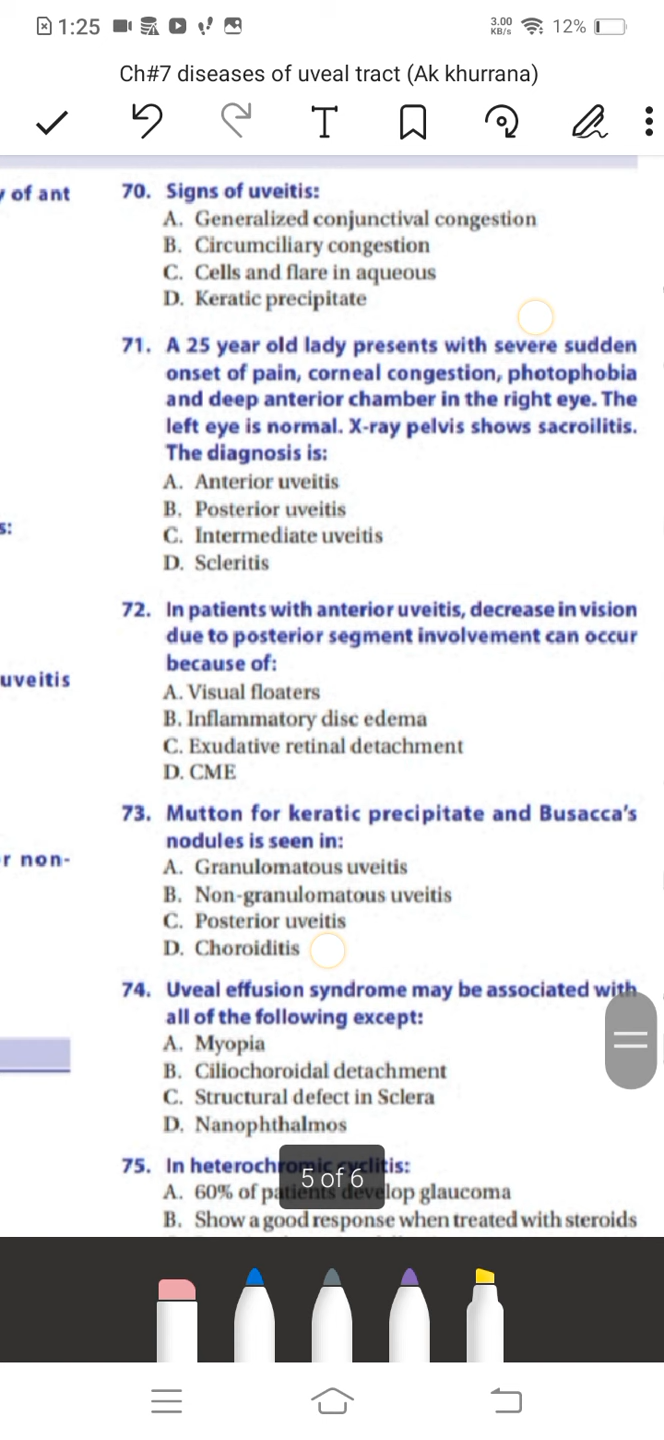 1:25
3.00 KB/s 12%
Ch#7 diseases of uveal tract (Ak khurrana)
T
of ant
70. Signs of uveitis:
A. Generalized conjunctival congestion
B. Circumciliary congestion
C. Cells and flare in aqueous
D. Keratic precipitate
71. A 25 year old lady presents with severe sudden
onset of pain, corneal congestion, photophobia
and deep anterior chamber in the right eye. The
left eye is normal. X-ray pelvis shows sacroilitis.
The diagnosis is:
A. Anterior uveitis
B. Posterior uveitis
s:
C. Intermediate uveitis
D. Scleritis
72. In patients with anterior uveitis, decrease in vision
due to posterior segment involvement can occur
because of:
uveitis
A. Visual floaters
B. Inflammatory disc edema
C. Exudative retinal detachment
D. CME
73. Mutton for keratic precipitate and Busacca's
nodules is seen in:
r non-
A. Granulomatous uveitis
B. Non-granulomatous uveitis
C. Posterior uveitis
D. Choroiditis
74. Uveal effusion syndrome may be associated with
all of the following except:
A. Myopia
B. Ciliochoroidal detachment
C. Structural defect in Sclera
D. Nanophthalmos
75. In heterochromic cyclitis:
5 of 6
A. 60% of patients develop glaucoma
B. Show a good response when treated with steroids